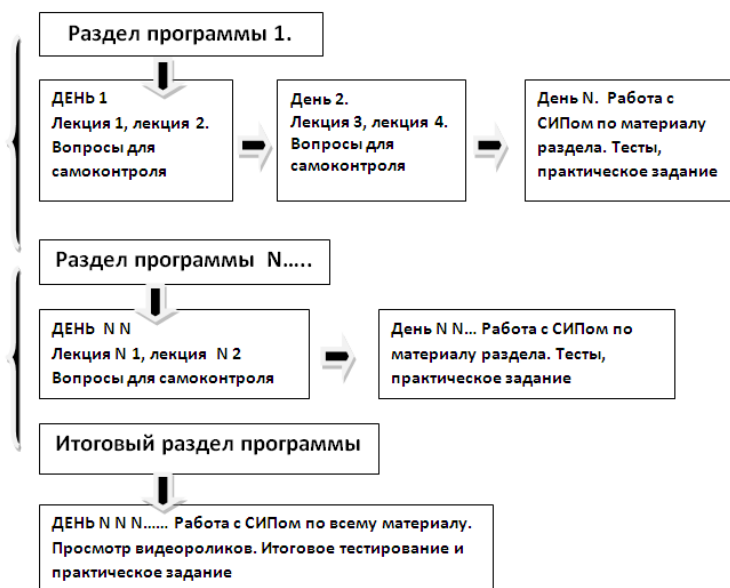 Раздел программы 1.
ДЕНЬ 1
Лекция 1, лекция 2.
Вопросы для
самоконтроля
День 2.
Лекция 3, лекция 4.
Вопросы для
самоконтроля
День N. Работа с
СИПом по материалу
раздела. Тесты,
практическое задание
Раздел программы N.....
ДЕНЬ N N
Лекция N 1, лекция N 2
Вопросы для самоконтроля
День N N... Работа с СИПом по
материалу раздела. Тесты,
практическое задание
Итоговый раздел программы
ДЕНЬ N N N...... Работа с СИПом по всему материалу.
Просмотр видеороликов. Итоговое тестирование и
практическое задание